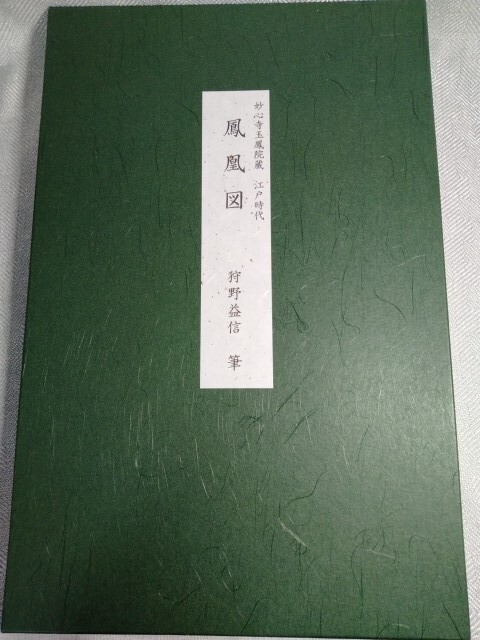 妙心寺玉鳳院蔵 江戸時代
鳳凰図
狩野益信 筆